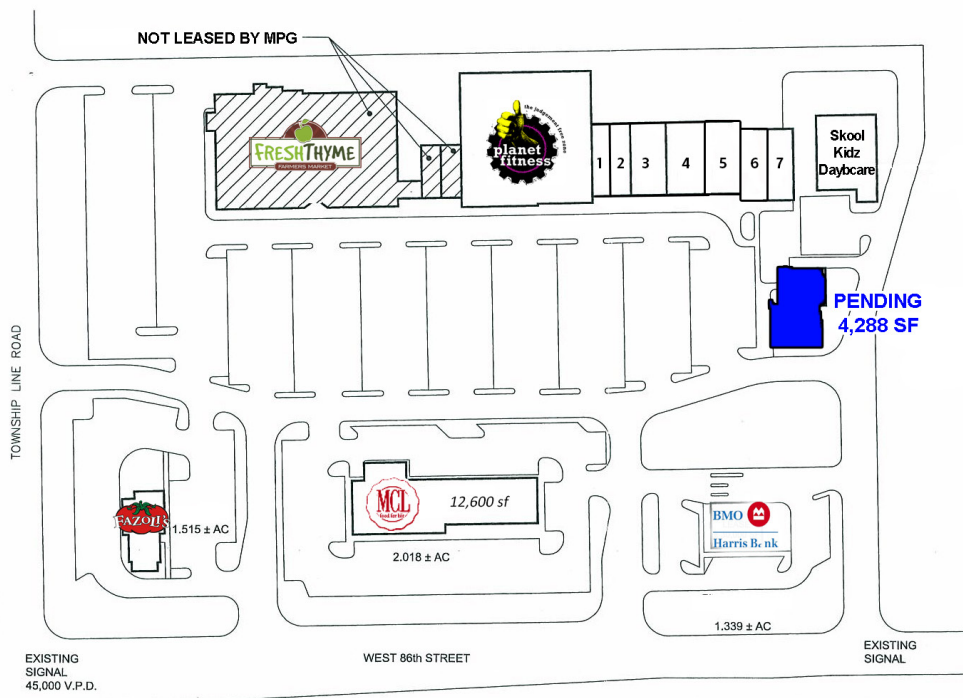 NOT LEASED BY MPG
FRESHTHYME
FARMERS MARKET
the judgement free zone
planet
fitness
1
2
3
4
5
6
7
Skool
Kidz
Daybcare
PENDING
4,288 SF
TOWNSHIP LINE ROAD
FAZOLI'S
1.515 ± AC
MCL
12,600 sf
2.018 ± AC
BMO
Harris Bank
1.339 ± AC
EXISTING
SIGNAL
45,000 V.P.D.
WEST 86th STREET
EXISTING
SIGNAL